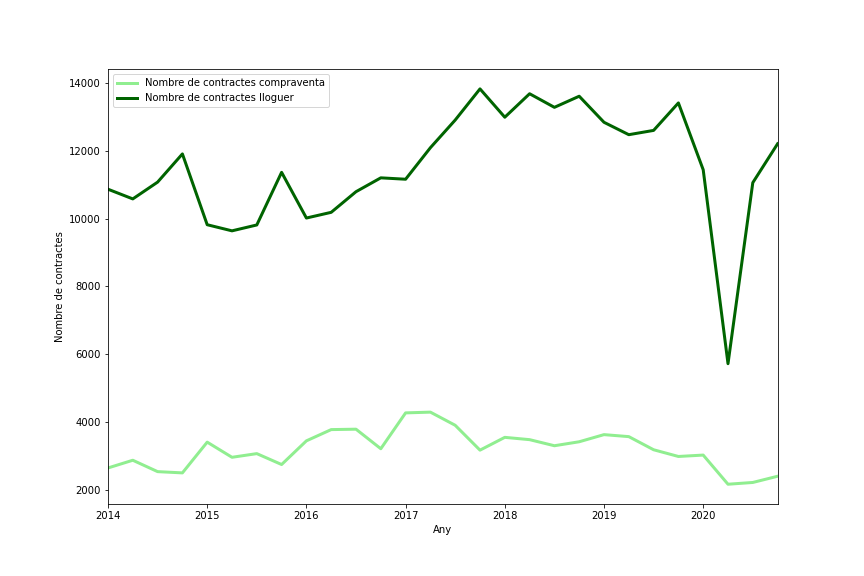 Nombre de contractes compraventa
Nombre de contractes lloguer
14000
12000
10000
8000
6000
4000
2000
Nombre de contractes
2014 2015 2016 2017 2018 2019 2020
Any